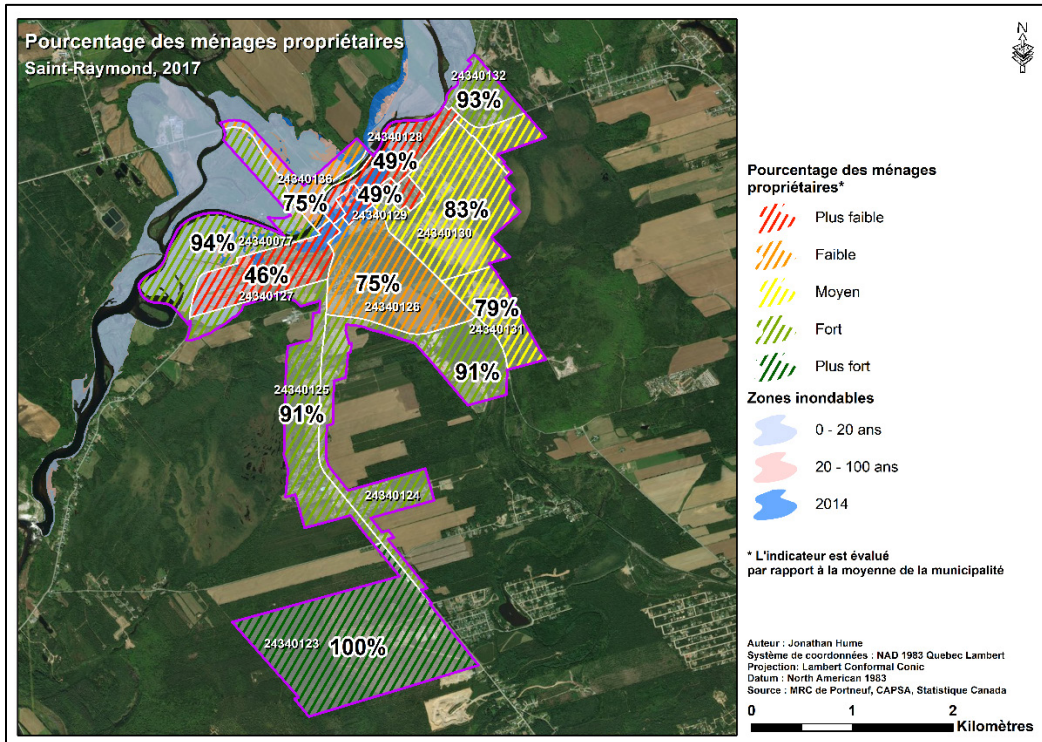 Pourcentage des ménages propriétaires
Saint-Raymond, 2017
N
24340132
93%
24340128
49%
24340136
75%
49%
24340129
83%
24340130
94%
24340077
46%
24340127
75%
24340126
79%
24340131
91%
24340125
91%
24340124
24340123
100%
Pourcentage des ménages
propriétaires*
Plus faible
Faible
Moyen
Fort
Plus fort
Zones inondables
0 - 20 ans
20 - 100 ans
2014
* L'indicateur est évalué
par rapport à la moyenne de la municipalité
Auteur : Jonathan Hume
Système de coordonnées : NAD 1983 Quebec Lambert
Projection: Lambert Conformal Conic
Datum : North American 1983
Source : MRC de Portneuf, CAPSA, Statistique Canada
0 1 2
Kilomètres